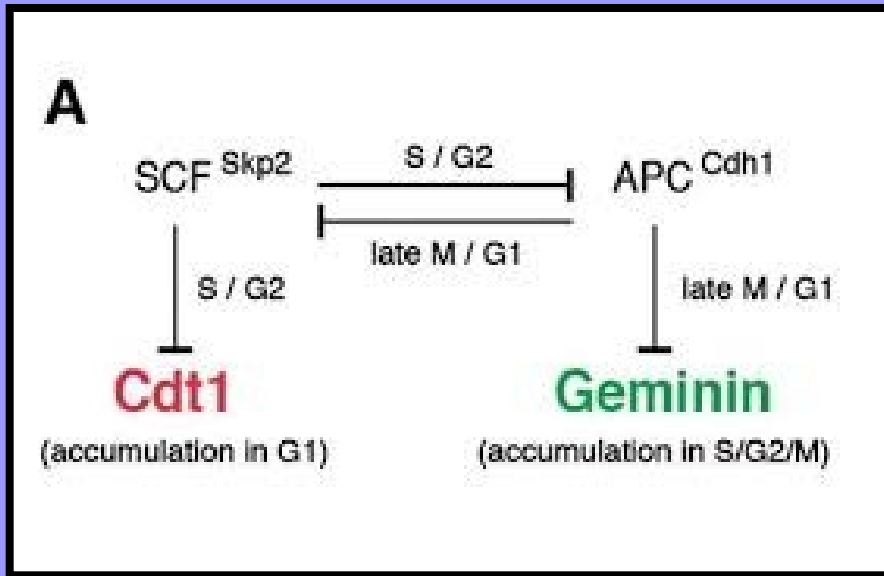 A
S / G2
SCF Skp2
APC Cdh1
late M / G1
S / G2
late M / G1
Cdt1
Geminin
(accumulation in G1)
(accumulation in S/G2/M)